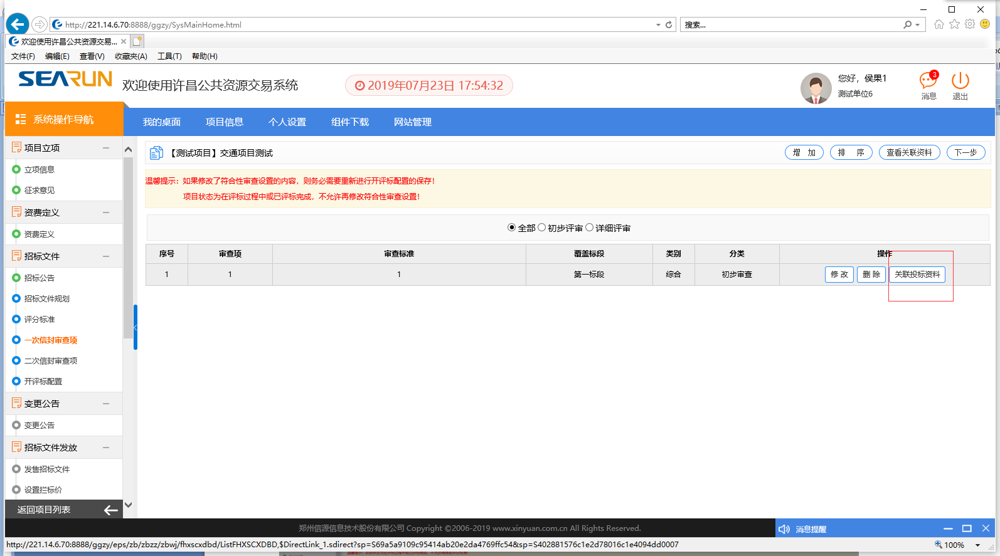 http://221.14.6.70:8888/ggzy/SysMainHome.html
搜索...
欢迎使用许昌公共资源交易...
文件(F) 编辑(E) 查看(V) 收藏夹(A) 工具(T) 帮助(H)
SEARUN 欢迎使用许昌公共资源交易系统
2019年07月23日 17:54:32
您好，侯果1
测试单位6
3
消息
退出
系统操作导航
我的桌面 项目信息 个人设置 组件下载 网站管理
项目立项
立项信息
征求意见
资费定义
资费定义
招标文件
招标公告
招标文件规划
评分标准
一次信封审查项
二次信封审查项
开评标配置
变更公告
变更公告
招标文件发放
发售招标文件
设置拦标价
返回项目列表
【测试项目】交通项目测试
增 加 排 序 查看关联资料 下一步
温馨提示：如果修改了符合性审查设置的内容，则务必需要重新进行开评标配置的保存！
项目状态为在评标过程中或已评标完成，不允许再修改符合性审查设置！
全部 初步评审 详细评审
序号 审查项 审查标准 覆盖标段 类别 分类 操作
1 1 1 第一标段 综合 初步审查 修 改 删 除 关联投标资料
郑州信源信息技术股份有限公司 Copyright ©2006-2019 www.xinyuan.com.cn All Rights Reserved.
消息提醒
http://221.14.6.70:8888/ggzy/eps/zb/zbzz/zbwj/fhxscxdbd/ListFHXSCXDBD,$DirectLink_1.sdirect?sp=S69a5a9109c95414ab20e2da4769ffc54&sp=S402881576c1e2d78016c1e4094dd0007
100%